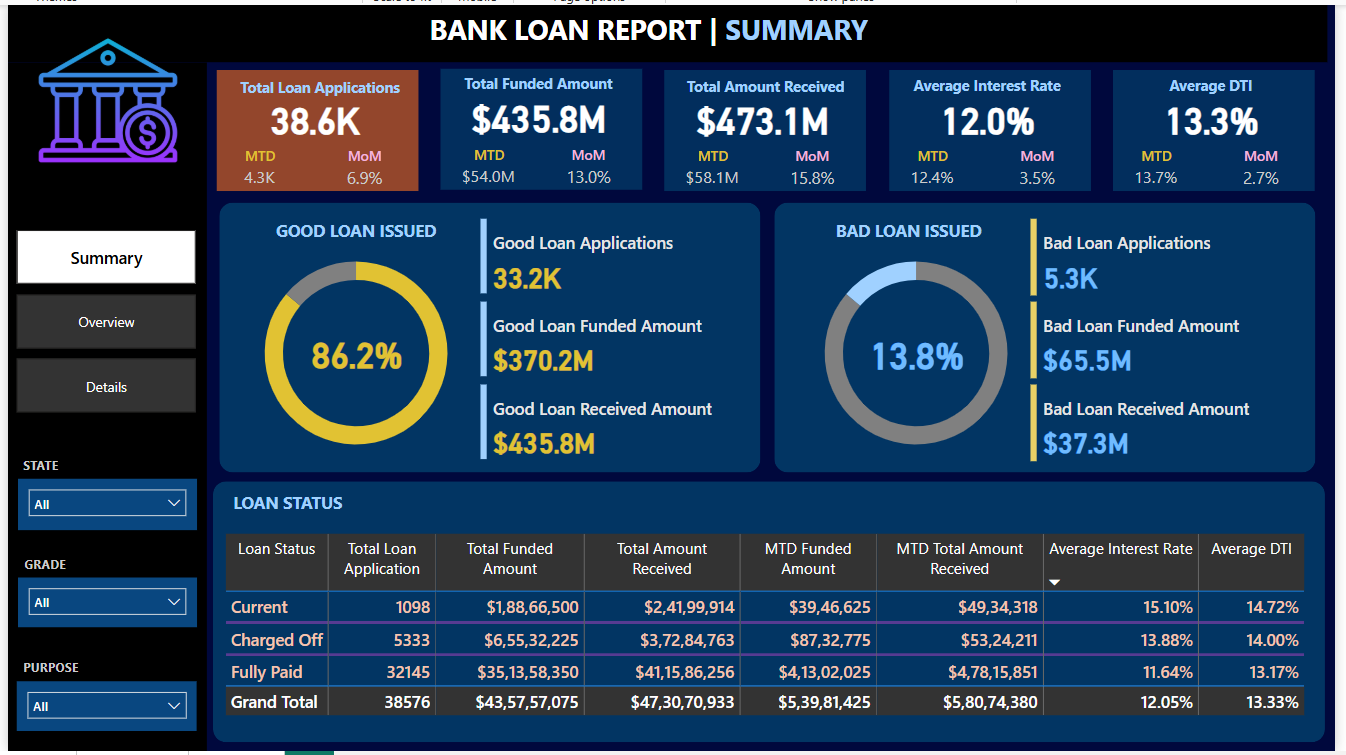 BANK LOAN REPORT | SUMMARY
Total Loan Applications
38.6K
MTD MoM
4.3K 6.9%
Total Funded Amount
$435.8M
MTD MoM
$54.0M 13.0%
Total Amount Received
$473.1M
MTD MoM
$58.1M 15.8%
Average Interest Rate
12.0%
MTD MoM
12.4% 3.5%
Average DTI
13.3%
MTD MoM
13.7% 2.7%
Summary
Overview
Details
STATE
All
GRADE
All
PURPOSE
All
GOOD LOAN ISSUED
86.2%
Good Loan Applications
33.2K
Good Loan Funded Amount
$370.2M
Good Loan Received Amount
$435.8M
BAD LOAN ISSUED
13.8%
Bad Loan Applications
5.3K
Bad Loan Funded Amount
$65.5M
Bad Loan Received Amount
$37.3M
LOAN STATUS
Loan Status Total Loan Application Total Funded Amount Total Amount Received MTD Funded Amount MTD Total Amount Received Average Interest Rate Average DTI
Current 1098 $1,88,66,500 $2,41,99,914 $39,46,625 $49,34,318 15.10% 14.72%
Charged Off 5333 $6,55,32,225 $3,72,84,763 $87,32,775 $53,24,211 13.88% 14.00%
Fully Paid 32145 $35,13,58,350 $41,15,86,256 $4,13,02,025 $4,78,15,851 11.64% 13.17%
Grand Total 38576 $43,57,57,075 $47,30,70,933 $5,39,81,425 $5,80,74,380 12.05% 13.33%